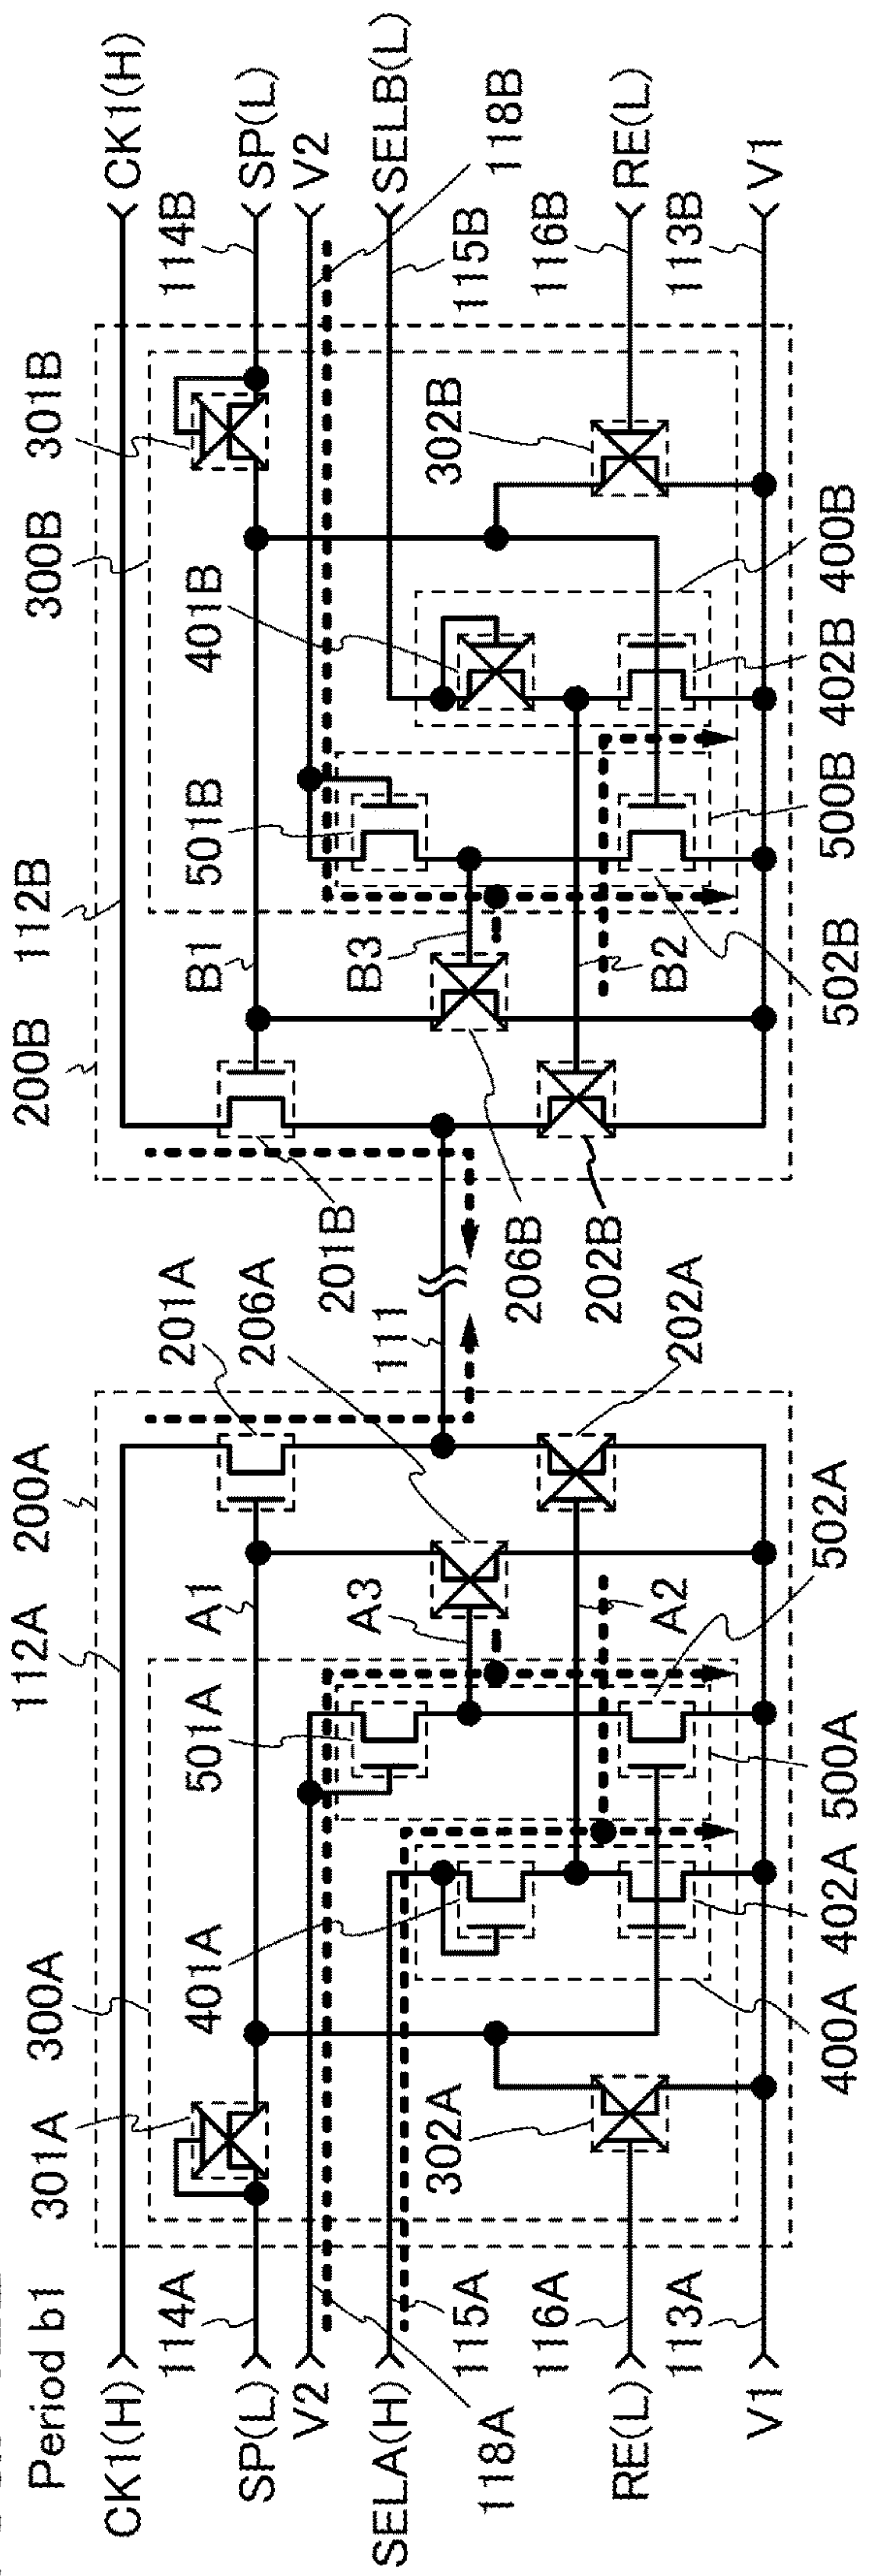 Period b1
CK1(H)
SP(L)
V2
SELA(H)
RE(L)
V1
114A
118A
115A
116A
113A
301A
300A
112A
200A
302A
401A
400A
402A
501A
500A
502A
A1
A3
A2
201A
206A
202A
111
201B
206B
202B
200B
112B
B1
B3
B2
501B
502B
500B
401B
402B
400B
300B
301B
302B
114B
118B
115B
116B
113B
CK1(H)
SP(L)
V2
SELB(L)
RE(L)
V1